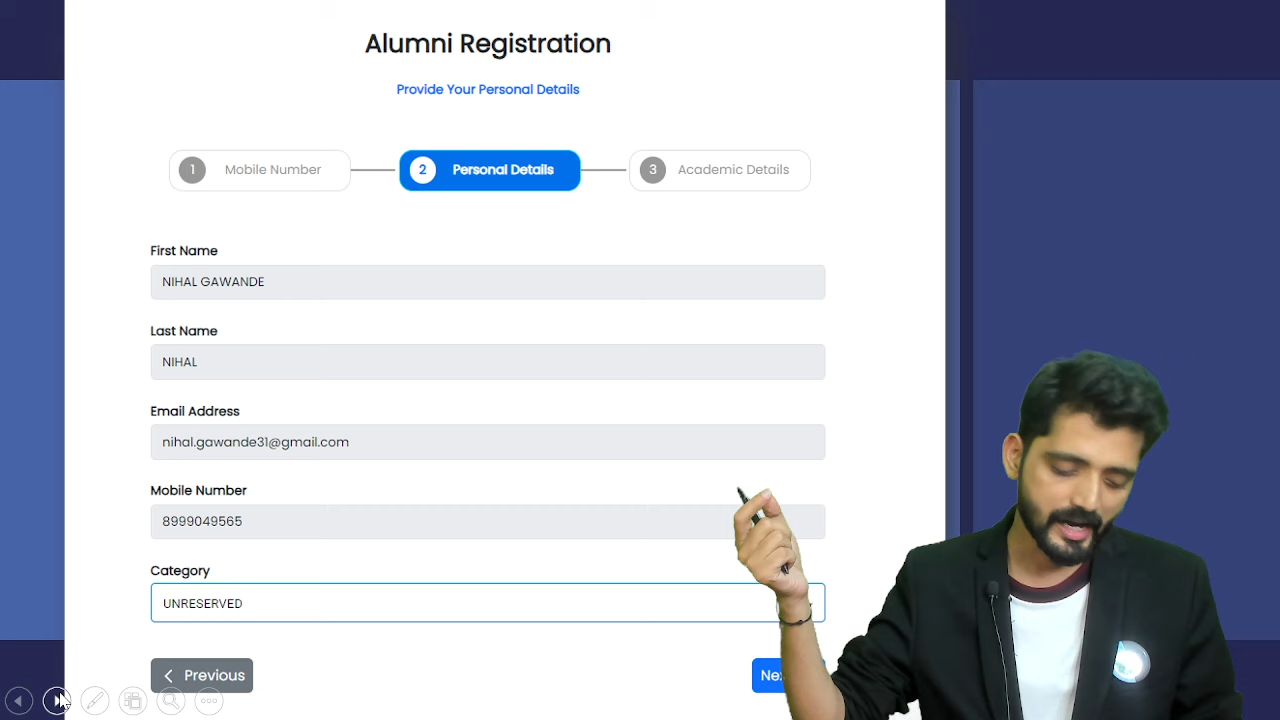 Alumni Registration
Provide Your Personal Details
1 Mobile Number
2 Personal Details
3 Academic Details
First Name
NIHAL GAWANDE
Last Name
NIHAL
Email Address
nihal.gawande31@gmail.com
Mobile Number
8999049565
Category
UNRESERVED
Previous